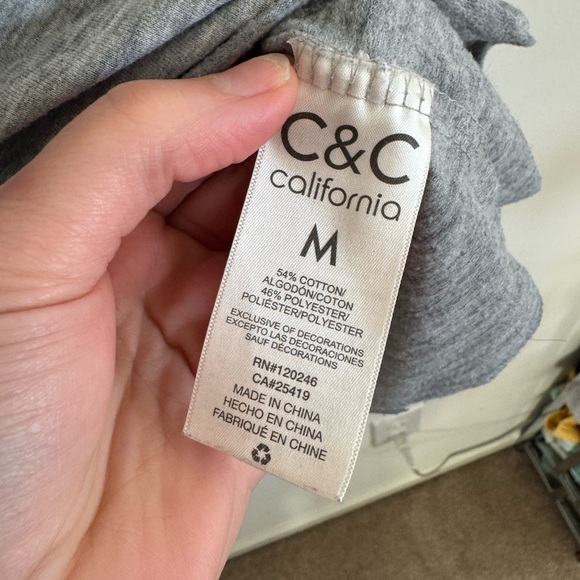 C&C
california
M
54% COTTON/
ALGODÓN/COTON
46% POLYESTER/
POLIÉSTER/POLYESTER
EXCLUSIVE OF DECORATIONS
EXCEPTO LAS DECORACIONES
SAUF DÉCORATIONS
RN#120246
CA#25419
MADE IN CHINA
HECHO EN CHINA
FABRIQUÉ EN CHINE